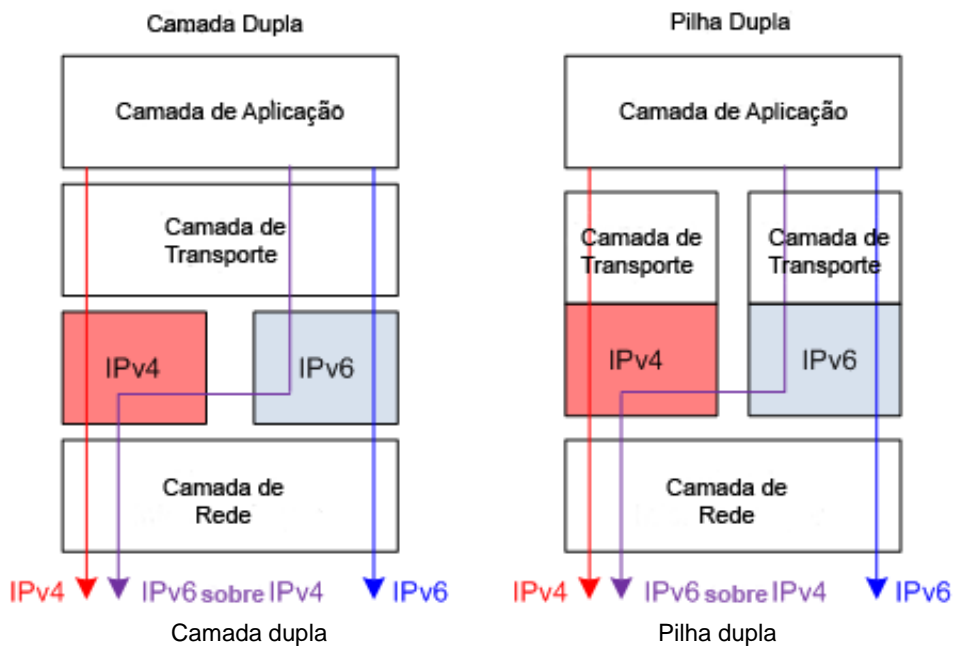 Camada Dupla
Camada de Aplicação
Camada de
Transporte
IPv4
IPv6
Camada de
Rede
IPv4
IPv6 sobre IPv4
IPv6
Camada dupla
Pilha Dupla
Camada de Aplicação
Camada de
Transporte
Camada de
Transporte
IPv4
IPv6
Camada de
Rede
IPv4
IPv6 sobre IPv4
IPv6
Pilha dupla